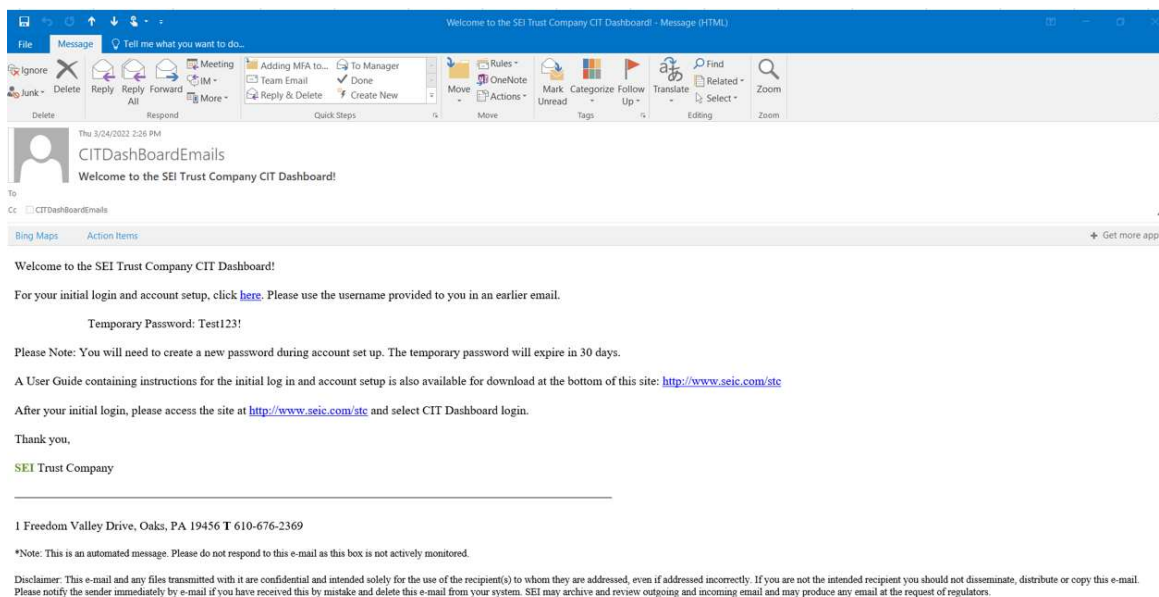 Welcome to the SEI Trust Company CIT Dashboard! - Message (HTML)
File Message Tell me what you want to do...
Ignore
Junk
Delete
Reply
Reply All
Forward
Meeting
IM
More
Adding MFA to...
Team Email
Reply & Delete
To Manager
Done
Create New
Move
Rules
OneNote
Actions
Mark Unread
Categorize
Follow Up
Translate
Find
Related
Select
Zoom
Delete Respond Quick Steps Move Tags Editing Zoom
Thu 3/24/2022 2:26 PM
CITDashBoardEmails
Welcome to the SEI Trust Company CIT Dashboard!
To
Cc CITDashBoardEmails
Bing Maps Action Items + Get more app
Welcome to the SEI Trust Company CIT Dashboard!
For your initial login and account setup, click here. Please use the username provided to you in an earlier email.
Temporary Password: Test123!
Please Note: You will need to create a new password during account set up. The temporary password will expire in 30 days.
A User Guide containing instructions for the initial log in and account setup is also available for download at the bottom of this site: http://www.seic.com/stc
After your initial login, please access the site at http://www.seic.com/stc and select CIT Dashboard login.
Thank you,
SEI Trust Company
1 Freedom Valley Drive, Oaks, PA 19456 T 610-676-2369
*Note: This is an automated message. Please do not respond to this e-mail as this box is not actively monitored.
Disclaimer: This e-mail and any files transmitted with it are confidential and intended solely for the use of the recipient(s) to whom they are addressed, even if addressed incorrectly. If you are not the intended recipient you should not disseminate, distribute or copy this e-mail.
Please notify the sender immediately by e-mail if you have received this by mistake and delete this e-mail from your system. SEI may archive and review outgoing and incoming email and may produce any email at the request of regulators.